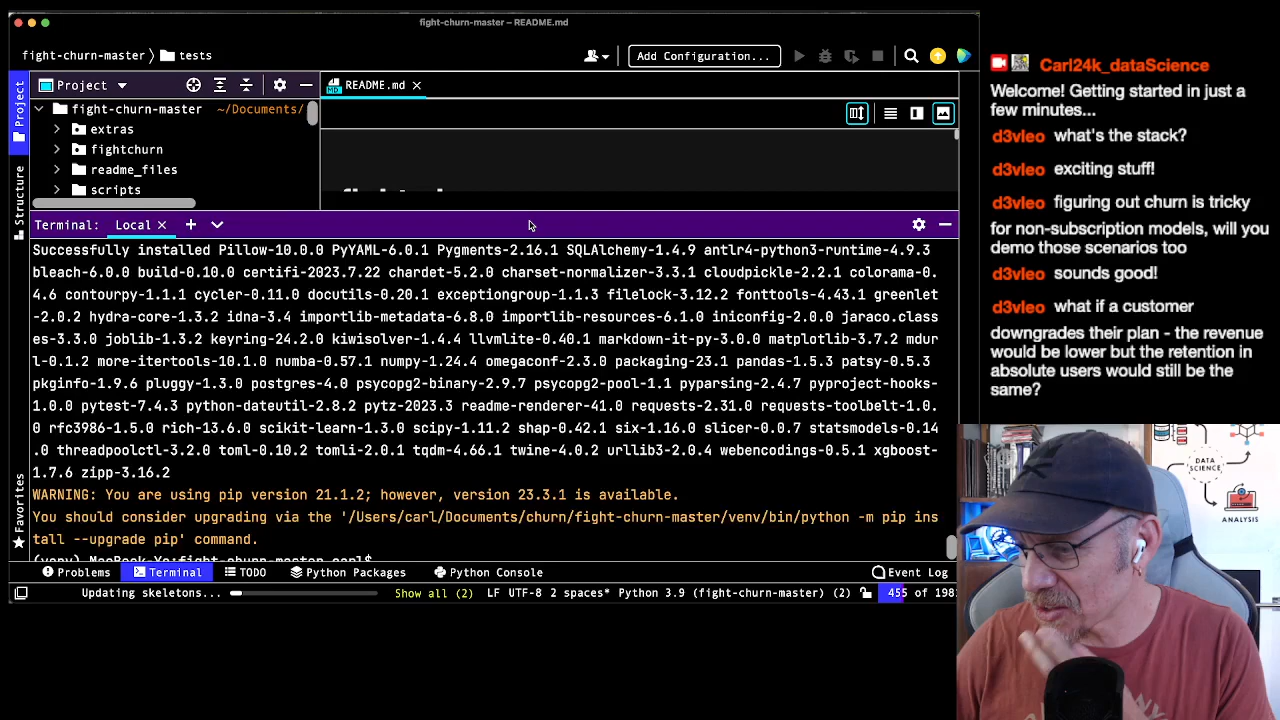 fight-churn-master – README.md
fight-churn-master
tests
Add Configuration...
Project
Project
README.md
fight-churn-master ~/Documents/
extras
fightchurn
readme_files
scripts
Structure
Favorites
Terminal: Local
Successfully installed Pillow-10.0.0 PyYAML-6.0.1 Pygments-2.16.1 SQLAlchemy-1.4.9 antlr4-python3-runtime-4.9.3
bleach-6.0.0 build-0.10.0 certifi-2023.7.22 chardet-5.2.0 charset-normalizer-3.3.1 cloudpickle-2.2.1 colorama-0.
4.6 contourpy-1.1.1 cycler-0.11.0 docutils-0.20.1 exceptiongroup-1.1.3 filelock-3.12.2 fonttools-4.43.1 greenlet
-2.0.2 hydra-core-1.3.2 idna-3.4 importlib-metadata-6.8.0 importlib-resources-6.1.0 iniconfig-2.0.0 jaraco.class
es-3.3.0 joblib-1.3.2 keyring-24.2.0 kiwisolver-1.4.4 llvmlite-0.40.1 markdown-it-py-3.0.0 matplotlib-3.7.2 mdur
l-0.1.2 more-itertools-10.1.0 numba-0.57.1 numpy-1.24.4 omegaconf-2.3.0 packaging-23.1 pandas-1.5.3 patsy-0.5.3
pkginfo-1.9.6 pluggy-1.3.0 postgres-4.0 psycopg2-binary-2.9.7 psycopg2-pool-1.1 pyparsing-2.4.7 pyproject-hooks-
1.0.0 pytest-7.4.3 python-dateutil-2.8.2 pytz-2023.3 readme-renderer-41.0 requests-2.31.0 requests-toolbelt-1.0.
0 rfc3986-1.5.0 rich-13.6.0 scikit-learn-1.3.0 scipy-1.11.2 shap-0.42.1 six-1.16.0 slicer-0.0.7 statsmodels-0.14
.0 threadpoolctl-3.2.0 toml-0.10.2 tomli-2.0.1 tqdm-4.66.1 twine-4.0.2 urllib3-2.0.4 webencodings-0.5.1 xgboost-
1.7.6 zipp-3.16.2
WARNING: You are using pip version 21.1.2; however, version 23.3.1 is available.
You should consider upgrading via the '/Users/carl/Documents/churn/fight-churn-master/venv/bin/python -m pip ins
tall --upgrade pip' command.
Problems Terminal TODO Python Packages Python Console Event Log
Updating skeletons... Show all (2) LF UTF-8 2 spaces* Python 3.9 (fight-churn-master) (2) 455 of 198
Carl24k_dataScience
Welcome! Getting started in just a
few minutes...
d3vleo what's the stack?
d3vleo exciting stuff!
d3vleo figuring out churn is tricky
for non-subscription models, will you
demo those scenarios too
d3vleo sounds good!
d3vleo what if a customer
downgrades their plan - the revenue
would be lower but the retention in
absolute users would still be the
same?
DATA
SCIENCE
ANALYSIS